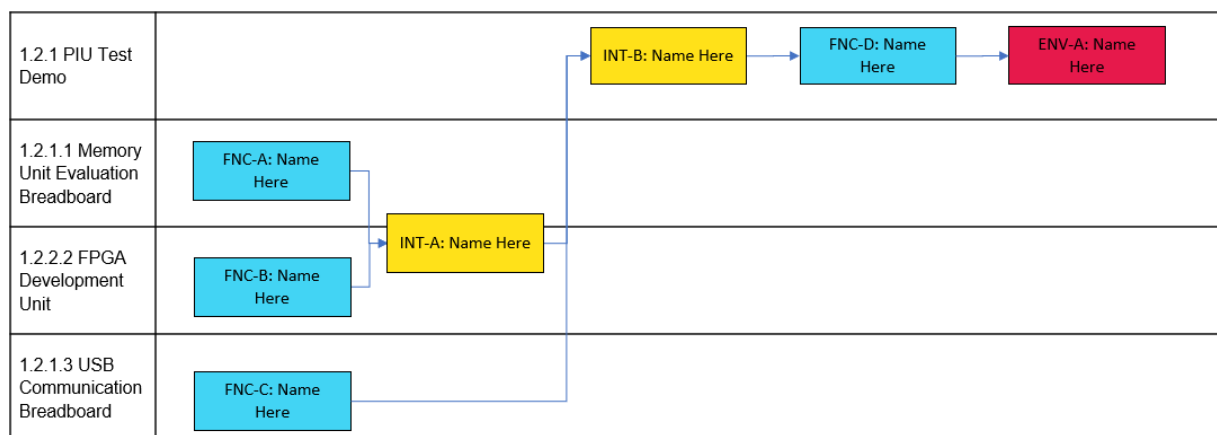 1.2.1 PIU Test
Demo
INT-B: Name Here
FNC-D: Name
Here
ENV-A: Name
Here
1.2.1.1 Memory
Unit Evaluation
Breadboard
FNC-A: Name
Here
INT-A: Name Here
1.2.2.2 FPGA
Development
Unit
FNC-B: Name
Here
1.2.1.3 USB
Communication
Breadboard
FNC-C: Name
Here